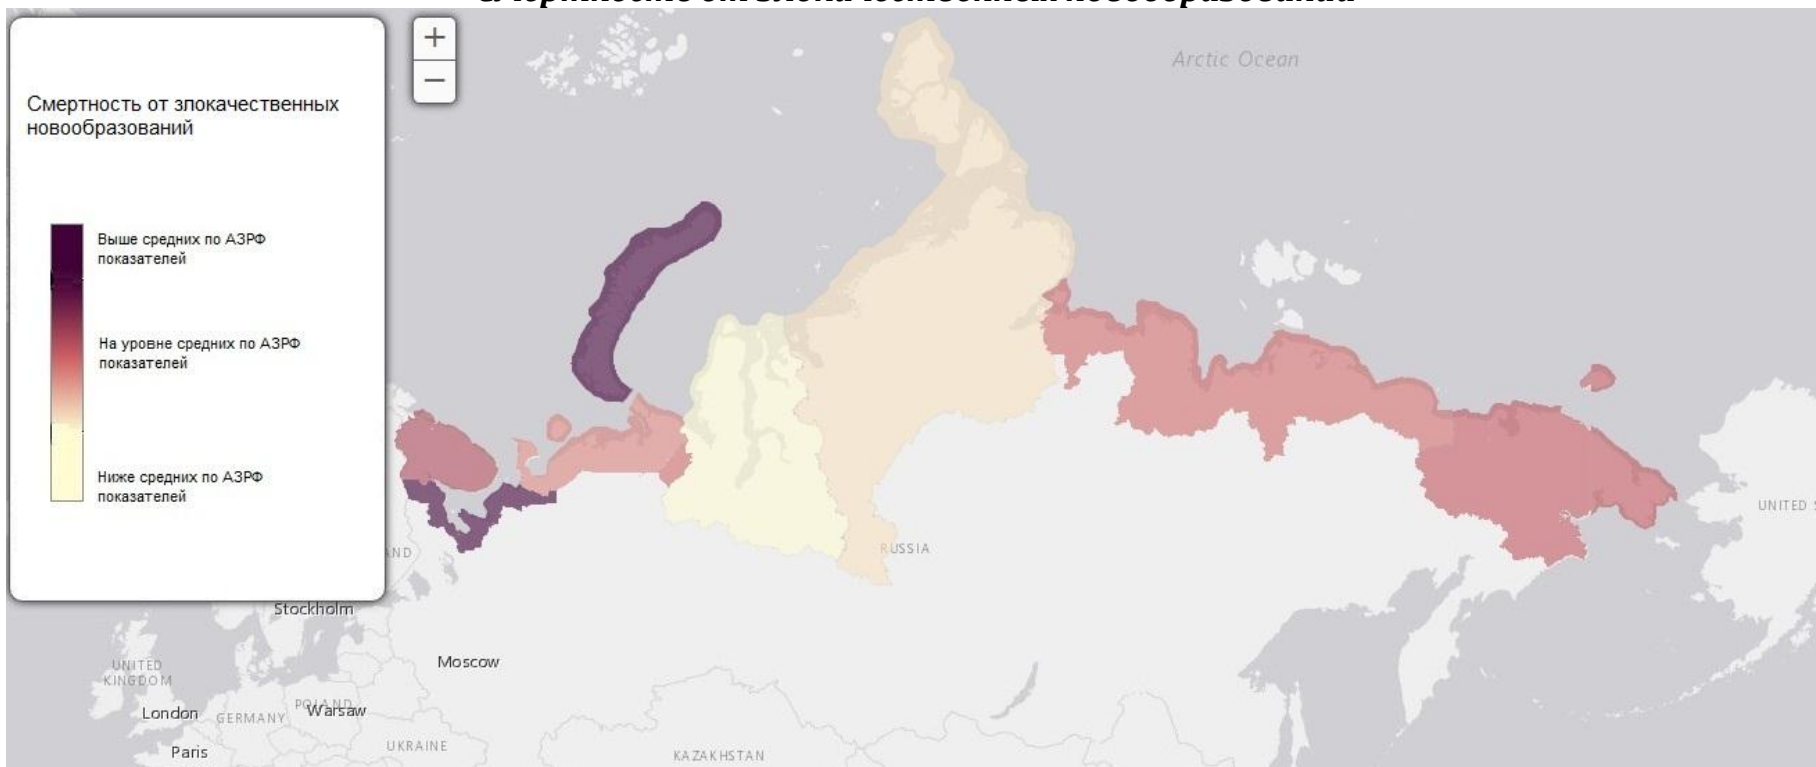 +
−
Arctic Ocean
Смертность от злокачественных
новообразований
Выше средних по АЗРФ
показателей
На уровне средних по АЗРФ
показателей
Ниже средних по АЗРФ
показателей
RUSSIA
UNITED
Stockholm
Moscow
UNITED
KINGDOM
London
GERMANY
POLAND
Warsaw
Paris
UKRAINE
KAZAKHSTAN